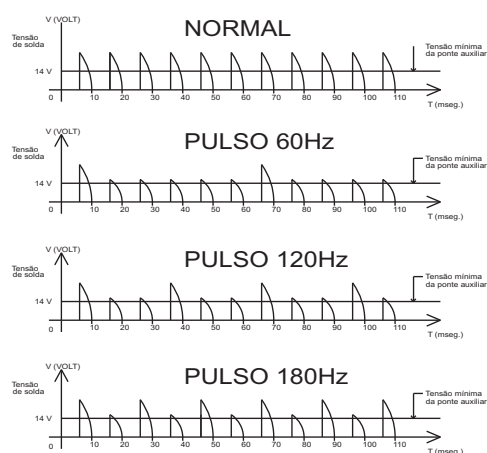 V (VOLT)
NORMAL
Tensão
de solda
Tensão mínima
da ponte auxiliar
14 V
0
10 20 30 40 50 60 70 80 90 100 110
T (mseg.)
V (VOLT)
PULSO 60Hz
Tensão
de solda
Tensão mínima
da ponte auxiliar
14 V
0
10 20 30 40 50 60 70 80 90 100 110
T (mseg.)
V (VOLT)
PULSO 120Hz
Tensão
de solda
Tensão mínima
da ponte auxiliar
14 V
0
10 20 30 40 50 60 70 80 90 100 110
T (mseg.)
V (VOLT)
PULSO 180Hz
Tensão
de solda
Tensão mínima
da ponte auxiliar
14 V
0
10 20 30 40 50 60 70 80 90 100 110
T (mseg.)